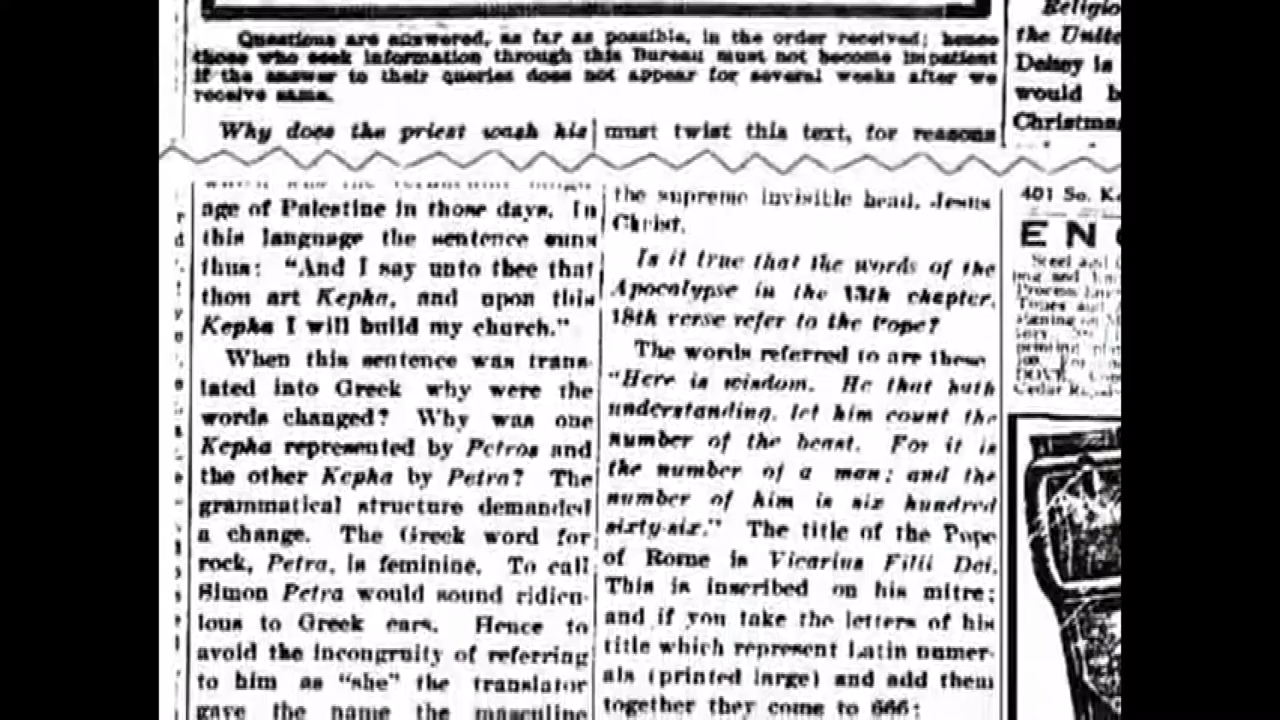 Questions are answered, as far as possible, in the order received; hence
those who seek information through this Bureau must not become impatient
if the answer to their queries does not appear for several weeks after we
receive same.
Why does the priest wash his
must twist this text, for reasons
age of Palestine in those days. In
this language the sentence runs
thus: "And I say unto thee that
thou art Kepha, and upon this
Kepha I will build my church."
When this sentence was trans-
lated into Greek why were the
words changed? Why was one
Kepha represented by Petros and
the other Kepha by Petra? The
grammatical structure demanded
a change. The Greek word for
rock, Petra, is feminine. To call
Simon Petra would sound ridicu-
lous to Greek ears. Hence to
avoid the incongruity of referring
to him as "she" the translator
gave the name the masculine
the supreme invisible head, Jesus
Christ.
Is it true that the words of the
Apocalypse in the 13th chapter,
18th verse refer to the Pope?
The words referred to are these
"Here is wisdom. He that hath
understanding, let him count the
number of the beast. For it is
the number of a man; and the
number of him is six hundred
sixty-six." The title of the Pope
of Rome is Vicarius Filii Dei.
This is inscribed on his mitre;
and if you take the letters of his
title which represent Latin numer-
als (printed large) and add them
together they come to 666:
Religio
the Unite
Delsoy is
would b
Christmas
401 So. K
ENG
Steel and
Cedar